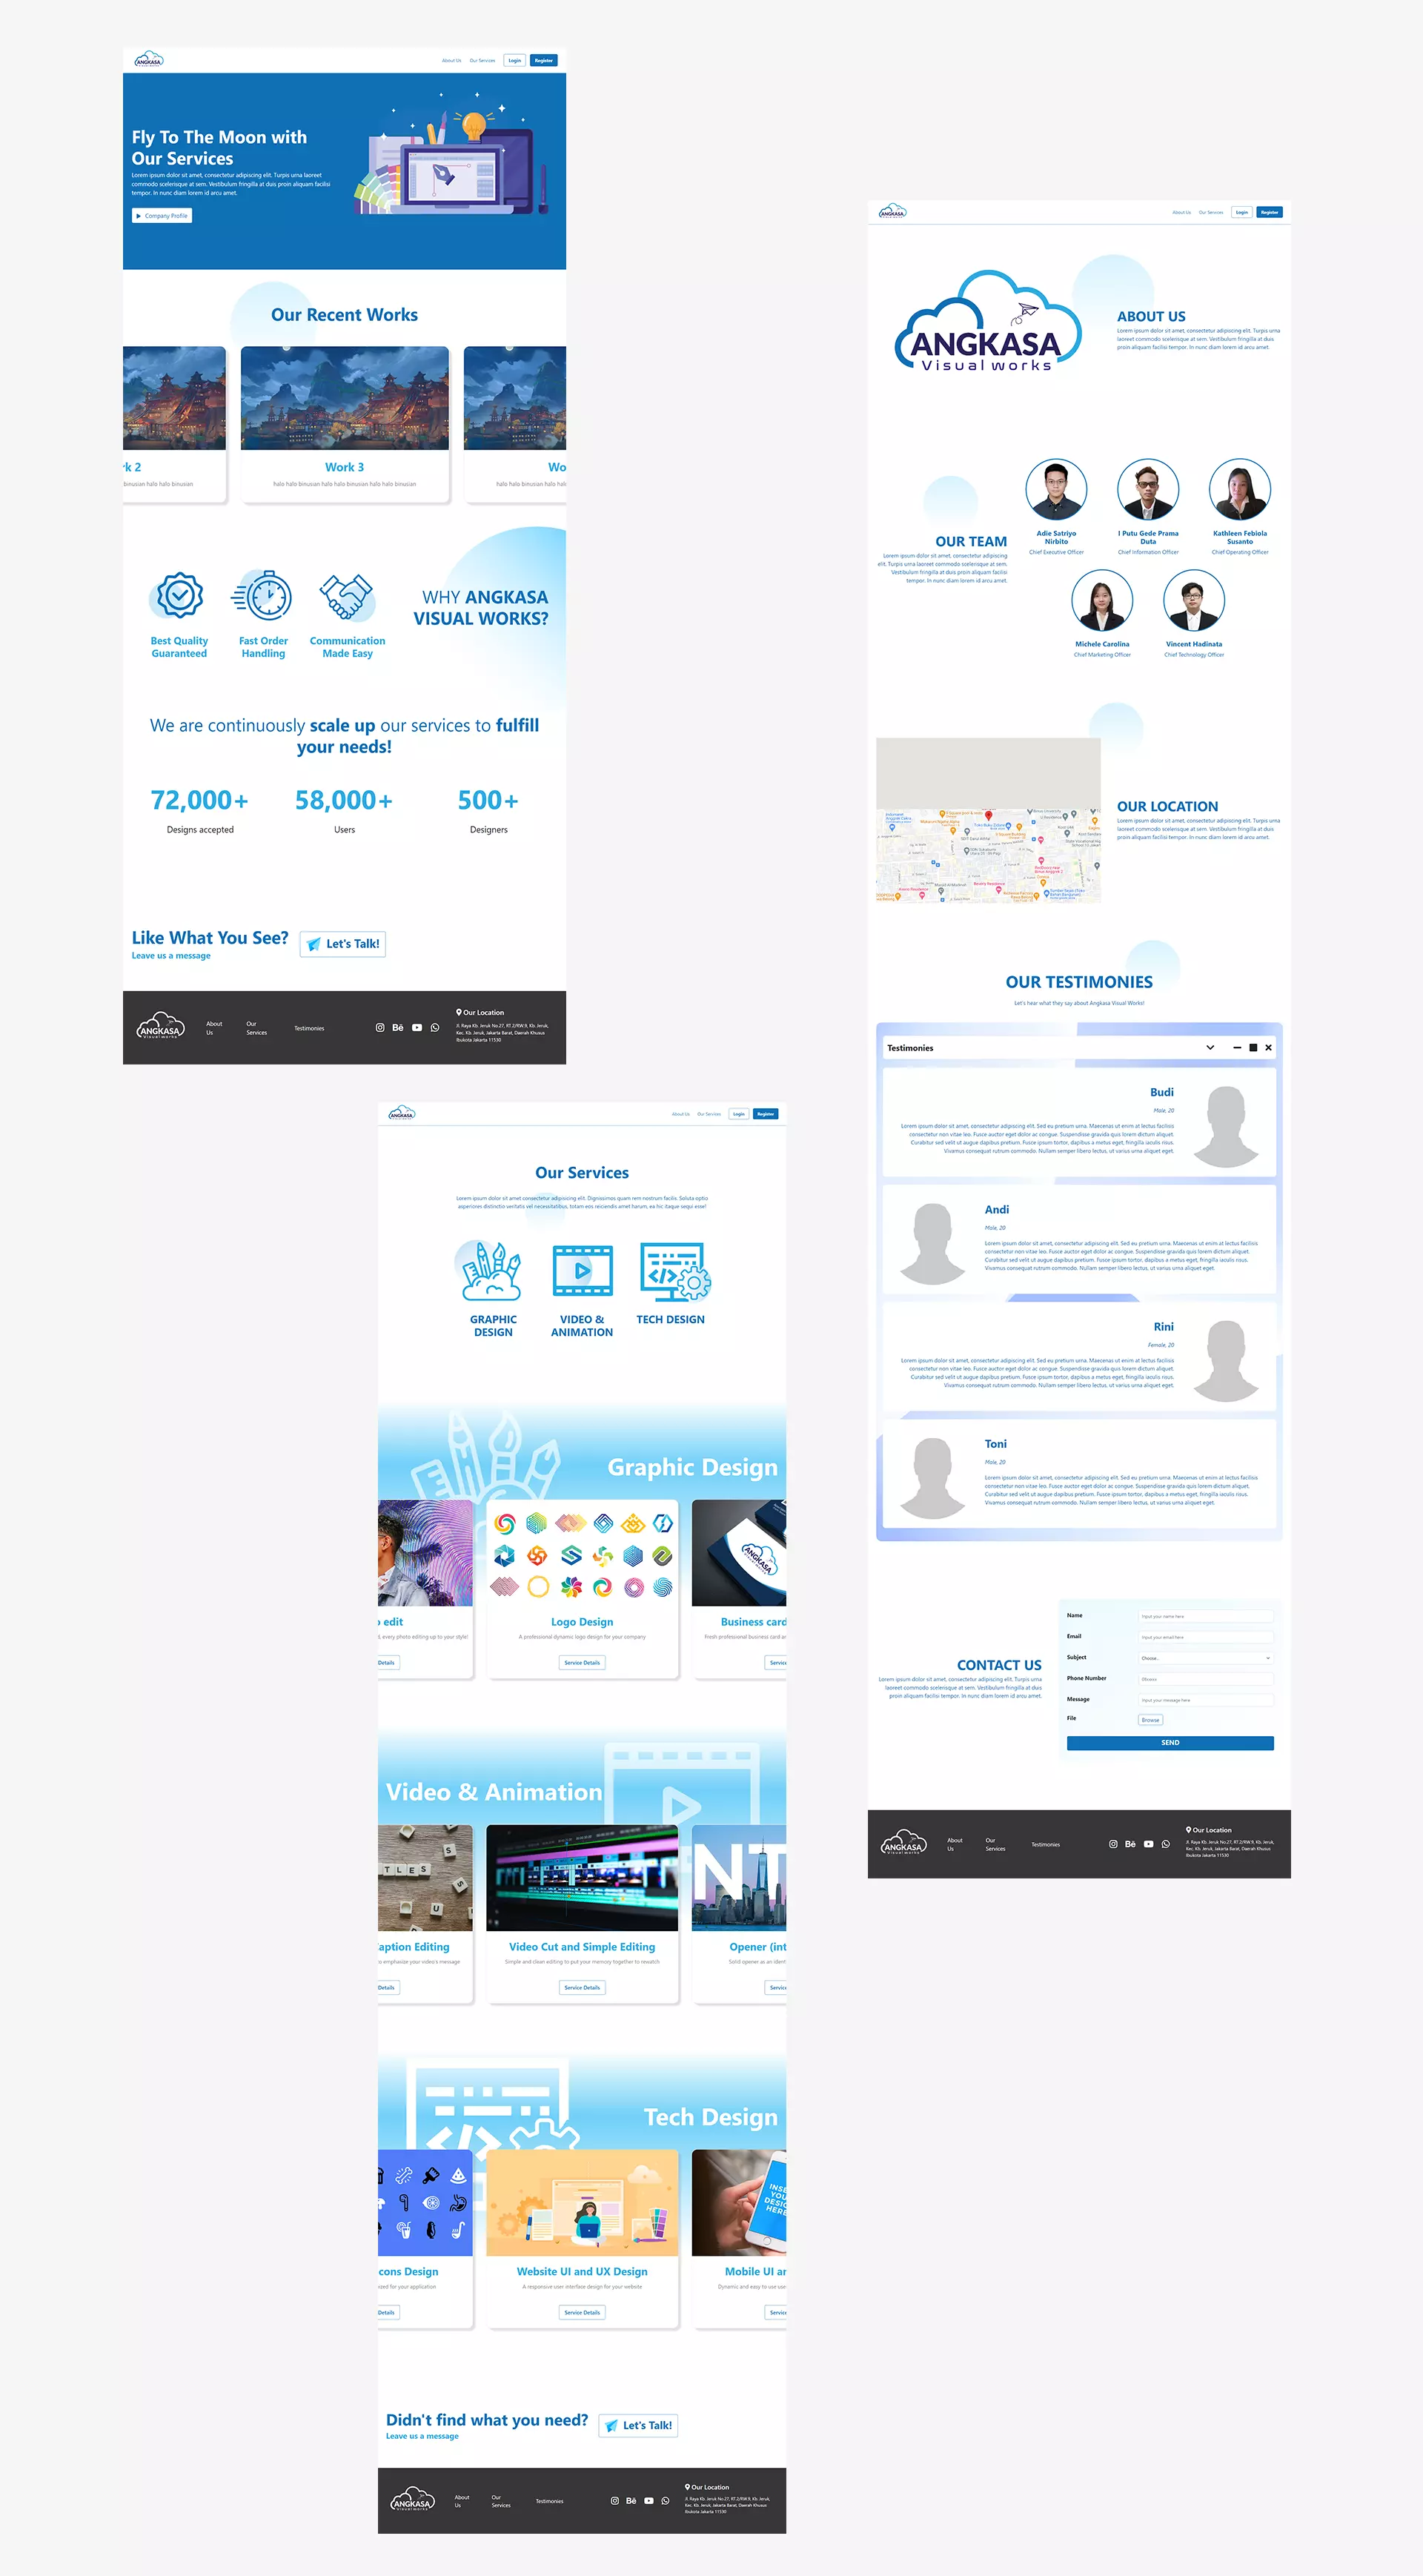 ANGKASA
About Us
Our Services
Login
Register
Fly To The Moon with
Our Services
Lorem ipsum dolor sit amet, consectetur adipiscing elit. Turpis urna laoreet
commodo scelerisque at sem. Vestibulum fringilla at duis proin aliquam facilisi
tempor. In nunc diam lorem id arcu amet.
Company Profile
Our Recent Works
rk 2
binusian halo halo binusian
Work 3
halo halo binusian halo halo binusian halo halo binusian
Wo
halo halo binusian halo hal
Best Quality
Guaranteed
Fast Order
Handling
Communication
Made Easy
WHY ANGKASA
VISUAL WORKS?
We are continuously scale up our services to fulfill
your needs!
72,000+
Designs accepted
58,000+
Users
500+
Designers
Like What You See?
Leave us a message
Let's Talk!
ANGKASA
Visual works
About
Us
Our
Services
Testimonies
Bē
Our Location
Jl. Raya Kb. Jeruk No.27, RT.2/RW.9, Kb. Jeruk,
Kec. Kb. Jeruk, Jakarta Barat, Daerah Khusus
Ibukota Jakarta 11530
ANGKASA
About Us
Our Services
Login
Register
Our Services
Lorem ipsum dolor sit amet consectetur adipisicing elit. Dignissimos quam rem nostrum facile. Soluta optio
asperiores distinctio veritatis vel necessitatibus, totam eos reiciendis amet harum, ea hic itaque sequi esse!
GRAPHIC
DESIGN
VIDEO &
ANIMATION
TECH DESIGN
Graphic Design
o edit
every photo editing up to your style!
Details
Logo Design
A professional dynamic logo design for your company
Service Details
ANGKASA
Business card
Fresh professional business card a
Servic
Video & Animation
TLES
S
S
U
aption Editing
to emphasize your video's message
Details
Video Cut and Simple Editing
Simple and clean editing to put your memory together to rewatch
Service Details
NT
Opener (int
Solid opener as an ident
Servic
Tech Design
cons Design
ized for your application
Details
Website UI and UX Design
A responsive user interface design for your website
Service Details
INSE
YOU
DESIG
HERE
Mobile UI ar
Dynamic and easy to use use
Servic
Didn't find what you need?
Leave us a message
Let's Talk!
ANGKASA
Visual works
About
Us
Our
Services
Testimonies
Bē
Our Location
Jl. Raya Kb. Jeruk No.27, RT.2/RW.9, Kb. Jeruk,
Kec. Kb. Jeruk, Jakarta Barat, Daerah Khusus
Ibukota Jakarta 11530
ANGKASA
About Us
Our Services
Login
Register
ANGKASA
Visual works
ABOUT US
Lorem ipsum dolor sit amet, consectetur adipiscing elit. Turpis urna
laoreet commodo scelerisque at sem. Vestibulum fringilla at duis
proin aliquam facilisi tempor. In nunc diam lorem id arcu amet.
OUR TEAM
Lorem ipsum dolor sit amet, consectetur adipiscing
elit. Turpis urna laoreet commodo scelerisque at sem.
Vestibulum fringilla at duis proin aliquam facilisi
tempor. In nunc diam lorem id arcu amet.
Adie Satriyo
Nirbito
Chief Executive Officer
I Putu Gede Prama
Duta
Chief Information Officer
Kathleen Febiola
Susanto
Chief Operating Officer
Michele Carolina
Chief Marketing Officer
Vincent Hadinata
Chief Technology Officer
OUR LOCATION
Lorem ipsum dolor sit amet, consectetur adipiscing elit. Turpis urna
laoreet commodo scelerisque at sem. Vestibulum fringilla at duis
proin aliquam facilisi tempor. In nunc diam lorem id arcu amet.
OUR TESTIMONIES
Let's hear what they say about Angkasa Visual Works!
Testimonies
Budi
Male, 20
Lorem ipsum dolor sit amet, consectetur adipiscing elit. Sed eu pretium urna. Maecenas ut enim at lectus facilisis
consectetur non vitae leo. Fusce auctor eget dolor ac congue. Suspendisse gravida quis lorem dictum aliquet.
Curabitur sed velit ut augue dapibus pretium. Fusce ipsum tortor, dapibus a metus eget, fringilla iaculis risus.
Vivamus consequat rutrum commodo. Nullam semper libero lectus, ut varius urna aliquet eget.
Andi
Male, 20
Lorem ipsum dolor sit amet, consectetur adipiscing elit. Sed eu pretium urna. Maecenas ut enim at lectus facilisis
consectetur non vitae leo. Fusce auctor eget dolor ac congue. Suspendisse gravida quis lorem dictum aliquet.
Curabitur sed velit ut augue dapibus pretium. Fusce ipsum tortor, dapibus a metus eget, fringilla iaculis risus.
Vivamus consequat rutrum commodo. Nullam semper libero lectus, ut varius urna aliquet eget.
Rini
Female, 20
Lorem ipsum dolor sit amet, consectetur adipiscing elit. Sed eu pretium urna. Maecenas ut enim at lectus facilisis
consectetur non vitae leo. Fusce auctor eget dolor ac congue. Suspendisse gravida quis lorem dictum aliquet.
Curabitur sed velit ut augue dapibus pretium. Fusce ipsum tortor, dapibus a metus eget, fringilla iaculis risus.
Vivamus consequat rutrum commodo. Nullam semper libero lectus, ut varius urna aliquet eget.
Toni
Male, 20
Lorem ipsum dolor sit amet, consectetur adipiscing elit. Sed eu pretium urna. Maecenas ut enim at lectus facilisis
consectetur non vitae leo. Fusce auctor eget dolor ac congue. Suspendisse gravida quis lorem dictum aliquet.
Curabitur sed velit ut augue dapibus pretium. Fusce ipsum tortor, dapibus a metus eget, fringilla iaculis risus.
Vivamus consequat rutrum commodo. Nullam semper libero lectus, ut varius urna aliquet eget.
CONTACT US
Lorem ipsum dolor sit amet, consectetur adipiscing elit. Turpis urna
laoreet commodo scelerisque at sem. Vestibulum fringilla at duis
proin aliquam facilisi tempor. In nunc diam lorem id arcu amet.
Name
Input your name here
Email
Input your email here
Subject
Choose...
Phone Number
Message
Input your message here
File
Browse
SEND
ANGKASA
Visual works
About
Us
Our
Services
Testimonies
Bē
Our Location
Jl. Raya Kb. Jeruk No.27, RT.2/RW.9, Kb. Jeruk,
Kec. Kb. Jeruk, Jakarta Barat, Daerah Khusus
Ibukota Jakarta 11530